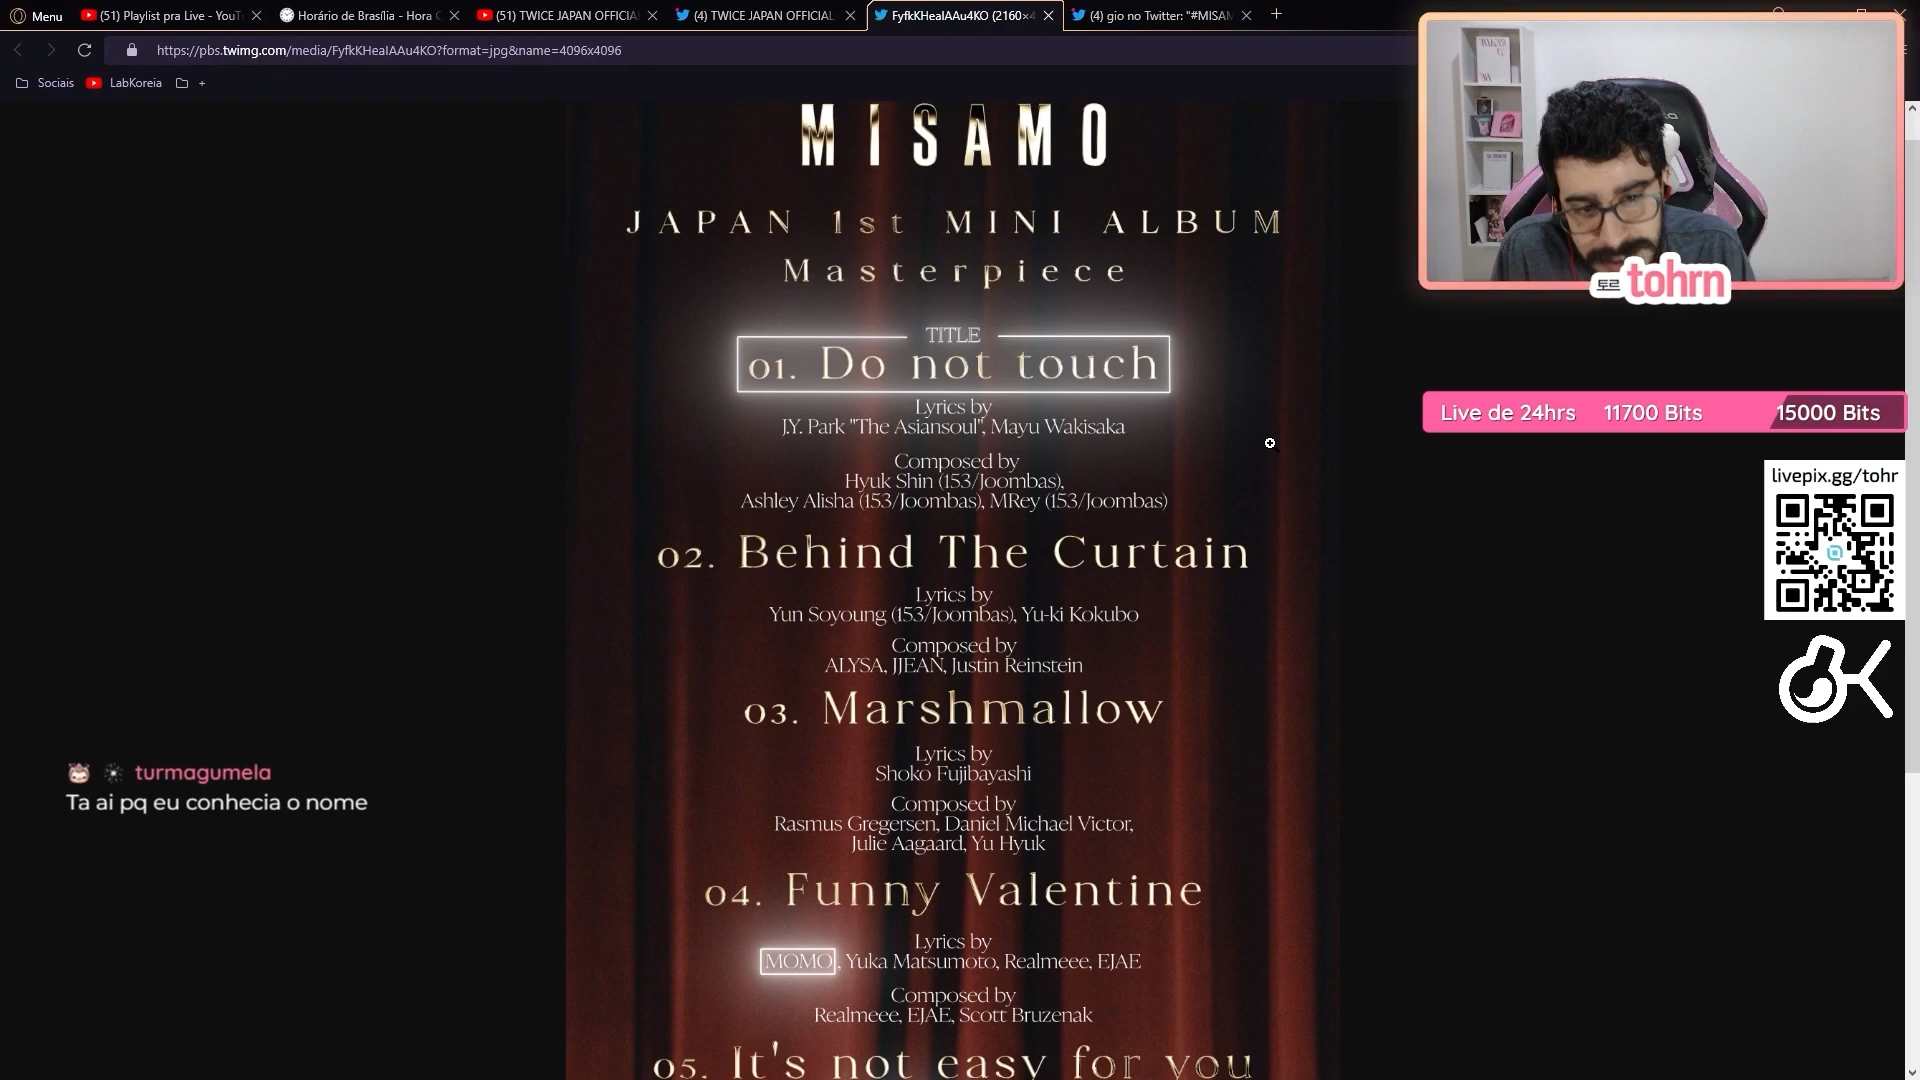 Menu
(51) Playlist pra Live - YouT
Horário de Brasília - Hora C
(51) TWICE JAPAN OFFICIA
(4) TWICE JAPAN OFFICIAL
FyfkKHeaIAAu4KO (2160×4
(4) gio no Twitter: "#MISAM
https://pbs.twimg.com/media/FyfkKHeaIAAu4KO?format=jpg&name=4096x4096
Sociais
LabKoreia
+
MISAMO
JAPAN 1st MINI ALBUM
Masterpiece
TITLE
01. Do not touch
Lyrics by
J.Y. Park "The Asiansoul", Mayu Wakisaka
Composed by
Hyuk Shin (153/Joombas),
Ashley Alisha (153/Joombas), MRey (153/Joombas)
02. Behind The Curtain
Lyrics by
Yun Soyoung (153/Joombas), Yu-ki Kokubo
Composed by
ALYSA, JJEAN, Justin Reinstein
03. Marshmallow
Lyrics by
Shoko Fujibayashi
Composed by
Rasmus Gregersen, Daniel Michael Victor,
Julie Aagaard, Yu Hyuk
04. Funny Valentine
Lyrics by
MOMO, Yuka Matsumoto, Realmeee, EJAE
Composed by
Realmeee, EJAE, Scott Bruzenak
05. It's not easy for you
turmagumela
Ta ai pq eu conhecia o nome
토르 tohrn
Live de 24hrs 11700 Bits 15000 Bits
livepix.gg/tohr